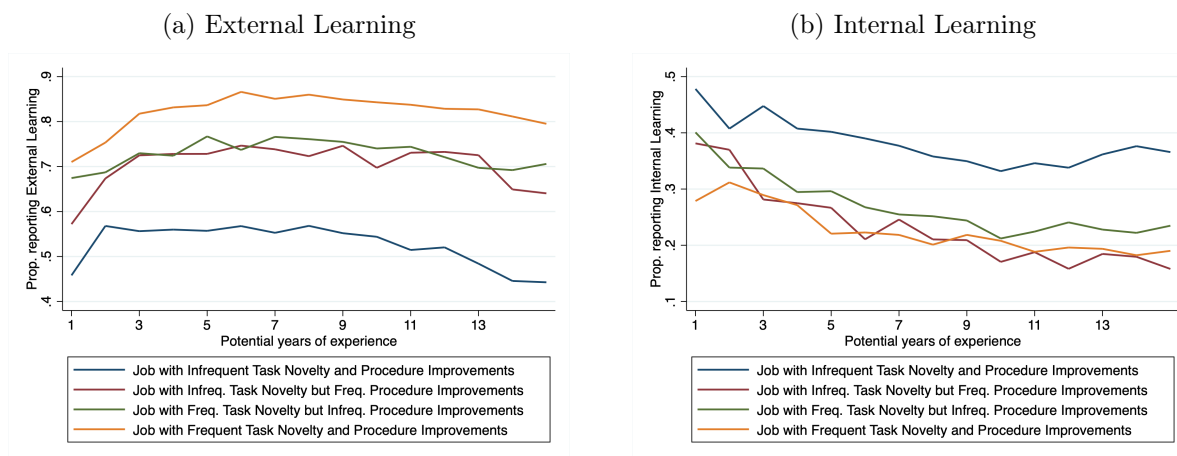 (a) External Learning
Prop. reporting External Learning
.9
.8
.7
.6
.5
.4
1 3 5 7 9 11 13
Potential years of experience
Job with Infrequent Task Novelty and Procedure Improvements
Job with Infreq. Task Novelty but Freq. Procedure Improvements
Job with Freq. Task Novelty but Infreq. Procedure Improvements
Job with Frequent Task Novelty and Procedure Improvements
(b) Internal Learning
Prop. reporting Internal Learning
.5
.4
.3
.2
.1
1 3 5 7 9 11 13
Potential years of experience
Job with Infrequent Task Novelty and Procedure Improvements
Job with Infreq. Task Novelty but Freq. Procedure Improvements
Job with Freq. Task Novelty but Infreq. Procedure Improvements
Job with Frequent Task Novelty and Procedure Improvements